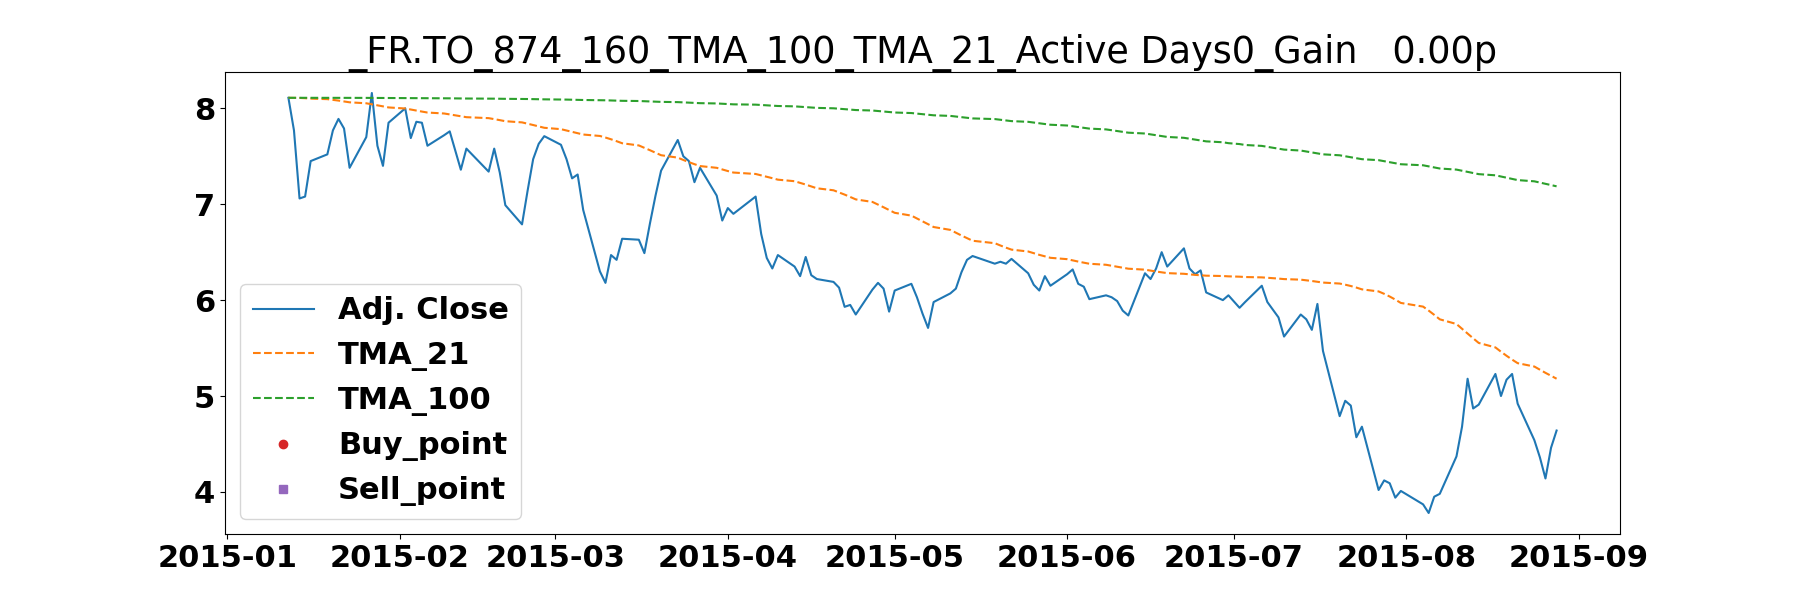 _FR.TO_874_160_TMA_100_TMA_21_Active Days0_Gain   0.00p
8
7
6
5
4
Adj. Close
TMA_21
TMA_100
Buy_point
Sell_point
2015-01 2015-02 2015-03 2015-04 2015-05 2015-06 2015-07 2015-08 2015-09